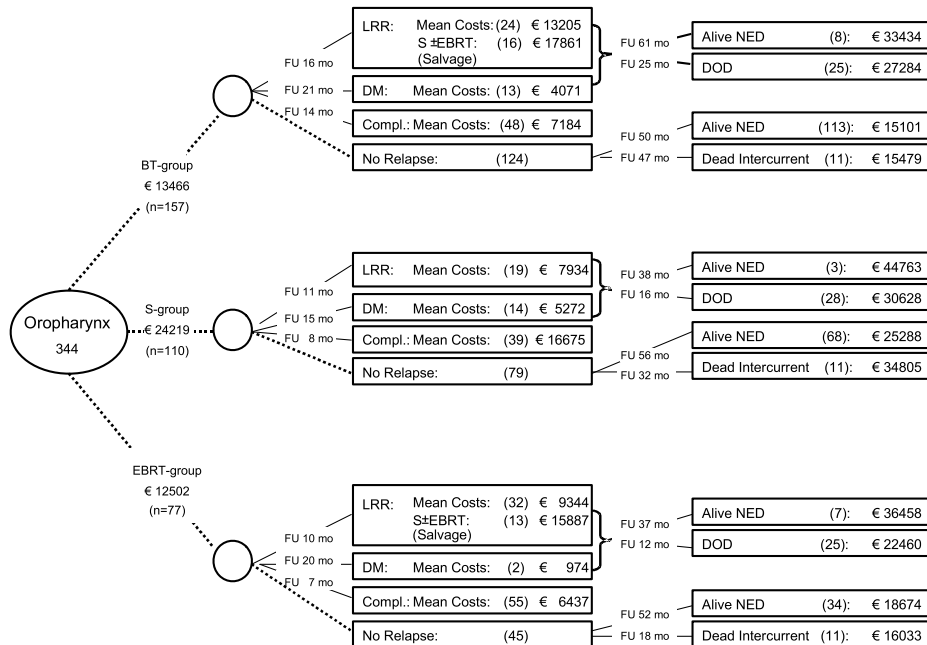 LRR: Mean Costs: (24) € 13205
S ±EBRT: (16) € 17861
(Salvage)
FU 16 mo
FU 21 mo
DM: Mean Costs: (13) € 4071
FU 14 mo
Compl.: Mean Costs: (48) € 7184
No Relapse: (124)
FU 61 mo
Alive NED (8): € 33434
FU 25 mo
DOD (25): € 27284
FU 50 mo
Alive NED (113): € 15101
FU 47 mo
Dead Intercurrent (11): € 15479
BT-group
€ 13466
(n=157)
Oropharynx
344
S-group
€ 24219
(n=110)
LRR: Mean Costs: (19) € 7934
FU 11 mo
FU 15 mo
DM: Mean Costs: (14) € 5272
FU 8 mo
Compl.: Mean Costs: (39) € 16675
No Relapse: (79)
FU 38 mo
Alive NED (3): € 44763
FU 16 mo
DOD (28): € 30628
Alive NED (68): € 25288
FU 56 mo
FU 32 mo
Dead Intercurrent (11): € 34805
EBRT-group
€ 12502
(n=77)
LRR: Mean Costs: (32) € 9344
S±EBRT: (13) € 15887
(Salvage)
FU 10 mo
FU 20 mo
DM: Mean Costs: (2) € 974
FU 7 mo
Compl.: Mean Costs: (55) € 6437
No Relapse: (45)
FU 37 mo
Alive NED (7): € 36458
FU 12 mo
DOD (25): € 22460
FU 52 mo
Alive NED (34): € 18674
FU 18 mo
Dead Intercurrent (11): € 16033